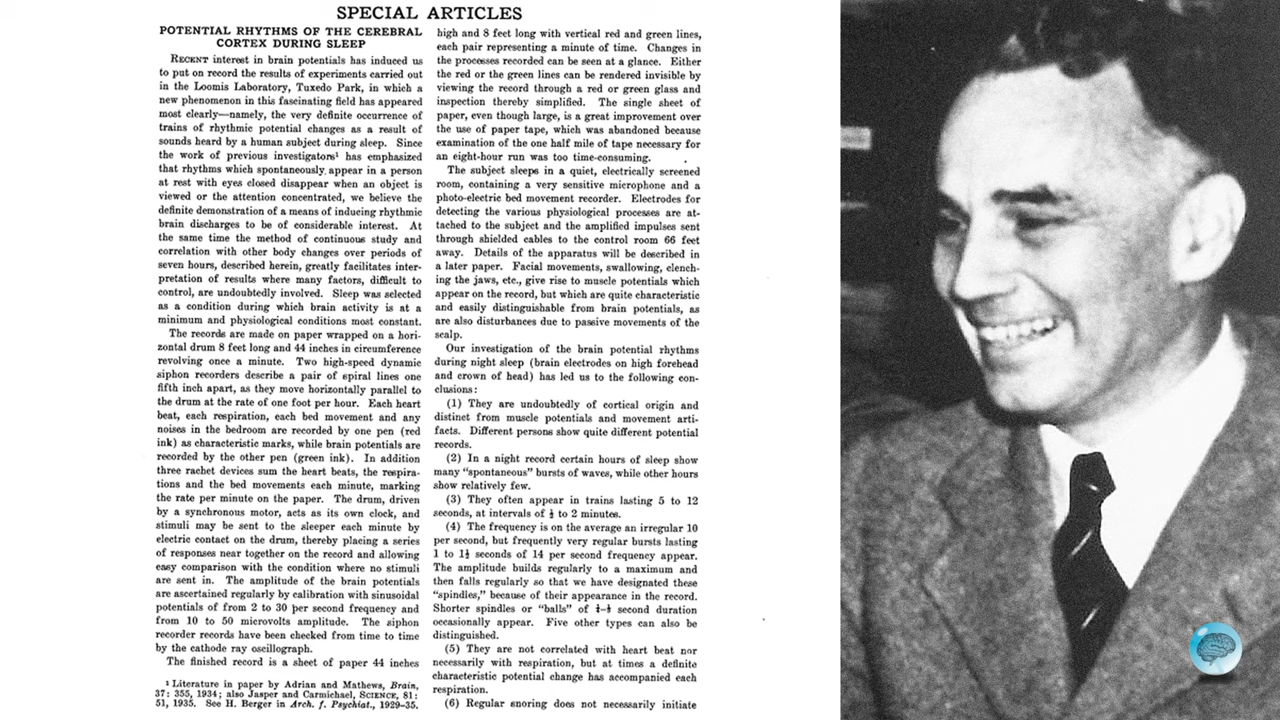 SPECIAL ARTICLES
POTENTIAL RHYTHMS OF THE CEREBRAL
CORTEX DURING SLEEP
RECENT interest in brain potentials has induced us
to put on record the results of experiments carried out
in the Loomis Laboratory, Tuxedo Park, in which a
new phenomenon in this fascinating field has appeared
most clearly—namely, the very definite occurrence of
trains of rhythmic potential changes as a result of
sounds heard by a human subject during sleep. Since
the work of previous investigators¹ has emphasized
that rhythms which spontaneously appear in a person
at rest with eyes closed disappear when an object is
viewed or the attention concentrated, we believe the
definite demonstration of a means of inducing rhythmic
brain discharges to be of considerable interest. At
the same time the method of continuous study and
correlation with other body changes over periods of
seven hours, described herein, greatly facilitates inter-
pretation of results where many factors, difficult to
control, are undoubtedly involved. Sleep was selected
as a condition during which brain activity is at a
minimum and physiological conditions most constant.
The records are made on paper wrapped on a hori-
zontal drum 8 feet long and 44 inches in circumference
revolving once a minute. Two high-speed dynamic
siphon recorders describe a pair of spiral lines one
fifth inch apart, as they move horizontally parallel to
the drum at the rate of one foot per hour. Each heart
beat, each respiration, each bed movement and any
noises in the bedroom are recorded by one pen (red
ink) as characteristic marks, while brain potentials are
recorded by the other pen (green ink). In addition
three rachet devices sum the heart beats, the respira-
tions and the bed movements each minute, marking
the rate per minute on the paper. The drum, driven
by a synchronous motor, acts as its own clock, and
stimuli may be sent to the sleeper each minute by
electric contact on the drum, thereby placing a series
of responses near together on the record and allowing
easy comparison with the condition where no stimuli
are sent in. The amplitude of the brain potentials
are ascertained regularly by calibration with sinusoidal
potentials of from 2 to 30 per second frequency and
from 10 to 50 microvolts amplitude. The siphon
recorder records have been checked from time to time
by the cathode ray oscillograph.
The finished record is a sheet of paper 44 inches
¹ Literature in paper by Adrian and Mathews, Brain,
37: 355, 1934; also Jasper and Carmichael, SCIENCE, 81:
51, 1935. See H. Berger in Arch. f. Psychiat., 1929-35.
high and 8 feet long with vertical red and green lines,
each pair representing a minute of time. Changes in
the processes recorded can be seen at a glance. Either
the red or the green lines can be rendered invisible by
viewing the record through a red or green glass and
inspection thereby simplified. The single sheet of
paper, even though large, is a great improvement over
the use of paper tape, which was abandoned because
examination of the one half mile of tape necessary for
an eight-hour run was too time-consuming.
The subject sleeps in a quiet, electrically screened
room, containing a very sensitive microphone and a
photo-electric bed movement recorder. Electrodes for
detecting the various physiological processes are at-
tached to the subject and the amplified impulses sent
through shielded cables to the control room 66 feet
away. Details of the apparatus will be described in
a later paper. Facial movements, swallowing, clench-
ing the jaws, etc., give rise to muscle potentials which
appear on the record, but which are quite characteristic
and easily distinguishable from brain potentials, as
are also disturbances due to passive movements of the
scalp.
Our investigation of the brain potential rhythms
during night sleep (brain electrodes on high forehead
and crown of head) has led us to the following con-
clusions:
(1) They are undoubtedly of cortical origin and
distinct from muscle potentials and movement arti-
facts. Different persons show quite different potential
records.
(2) In a night record certain hours of sleep show
many "spontaneous" bursts of waves, while other hours
show relatively few.
(3) They often appear in trains lasting 5 to 12
seconds, at intervals of ½ to 2 minutes.
(4) The frequency is on the average an irregular 10
per second, but frequently very regular bursts lasting
1 to 1½ seconds of 14 per second frequency appear.
The amplitude builds regularly to a maximum and
then falls regularly so that we have designated these
"spindles," because of their appearance in the record.
Shorter spindles or "balls" of second duration
occasionally appear. Five other types can also be
distinguished.
(5) They are not correlated with heart beat nor
necessarily with respiration, but at times a definite
characteristic potential change has accompanied each
respiration.
(6) Regular snoring does not necessarily initiate